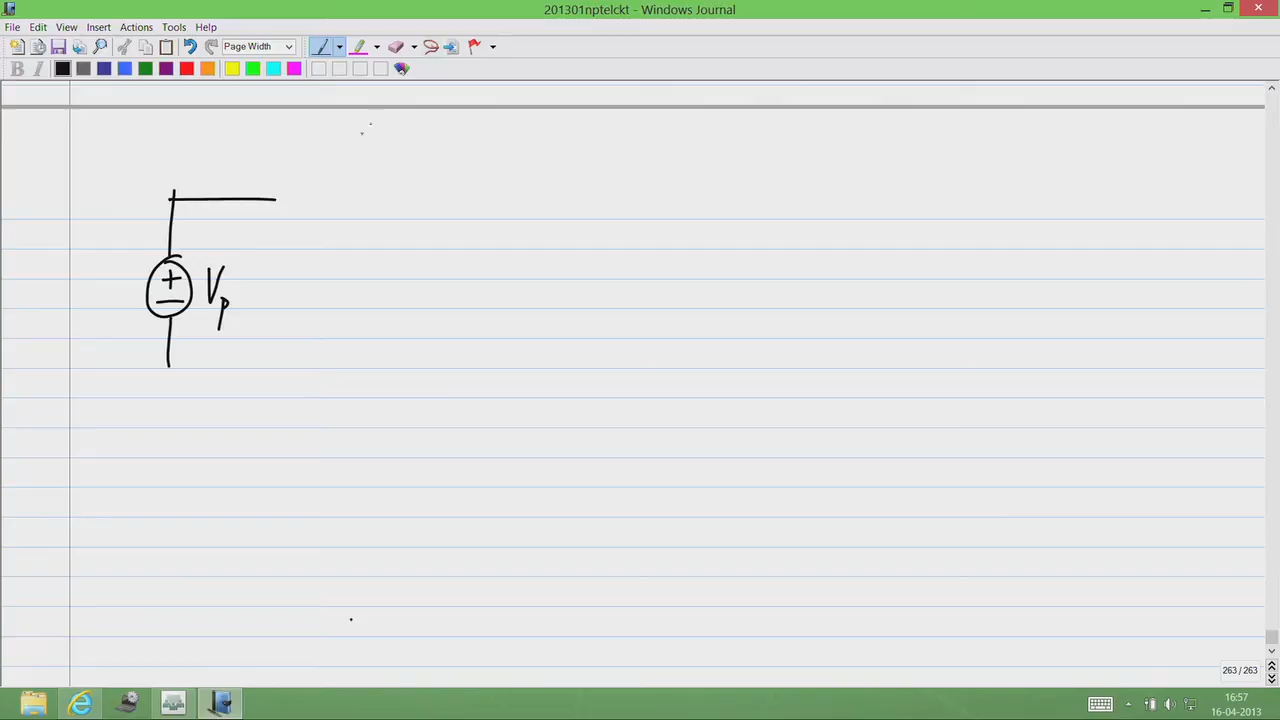 201301nptelckt - Windows Journal
File Edit View Insert Actions Tools Help
Page Width
B I
+
− Vp
263 / 263
16:57
16-04-2013